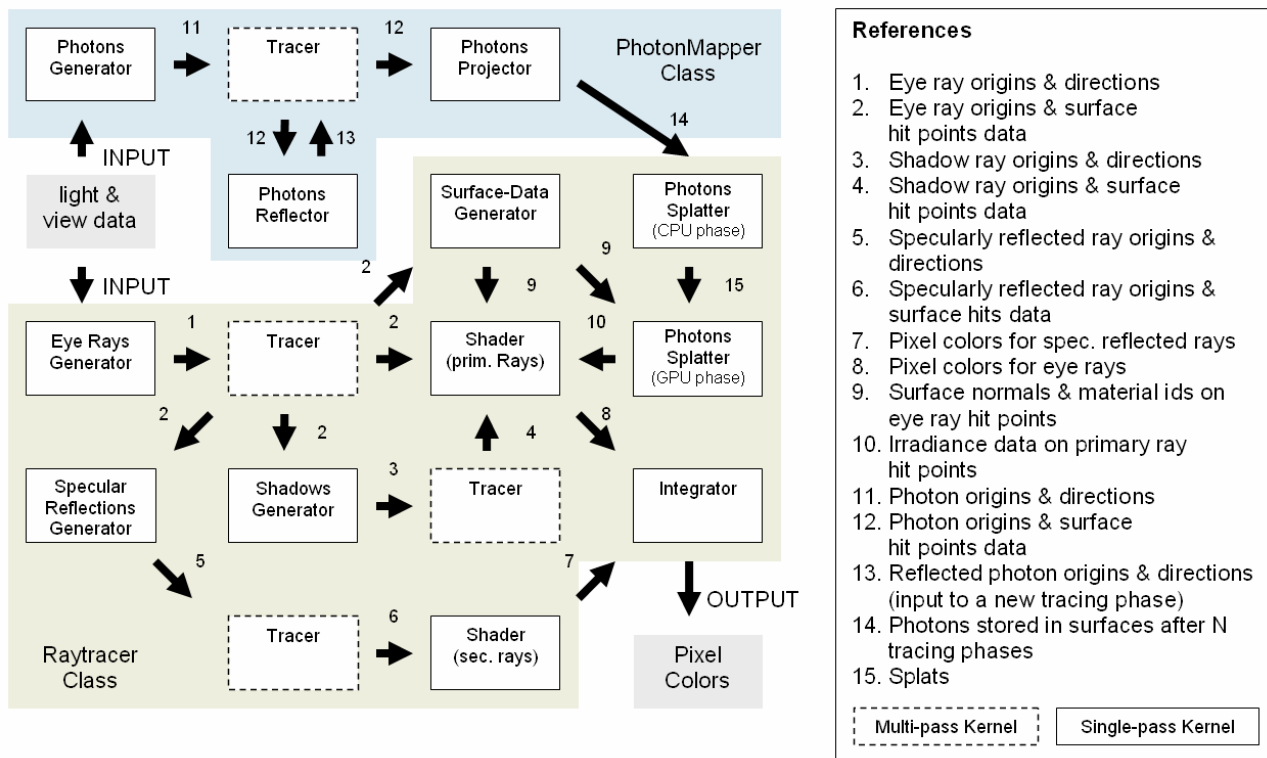 11
12
Photons
Generator
Tracer
Photons
Projector
PhotonMapper
Class
12
13
14
INPUT
light &
view data
Photons
Reflector
Surface-Data
Generator
Photons
Splatter
(CPU phase)
INPUT
2
9
9
15
1
2
10
Eye Rays
Generator
Tracer
Shader
(prim. Rays)
Photons
Splatter
(GPU phase)
2
2
4
8
3
Specular
Reflections
Generator
Shadows
Generator
Tracer
Integrator
5
7
6
OUTPUT
Raytracer
Class
Tracer
Shader
(sec. rays)
Pixel
Colors
References
1. Eye ray origins & directions
2. Eye ray origins & surface
hit points data
3. Shadow ray origins & directions
4. Shadow ray origins & surface
hit points data
5. Specularly reflected ray origins &
directions
6. Specularly reflected ray origins &
surface hits data
7. Pixel colors for spec. reflected rays
8. Pixel colors for eye rays
9. Surface normals & material ids on
eye ray hit points
10. Irradiance data on primary ray
hit points
11. Photon origins & directions
12. Photon origins & surface
hit points data
13. Reflected photon origins & directions
(input to a new tracing phase)
14. Photons stored in surfaces after N
tracing phases
15. Splats
Multi-pass Kernel
Single-pass Kernel